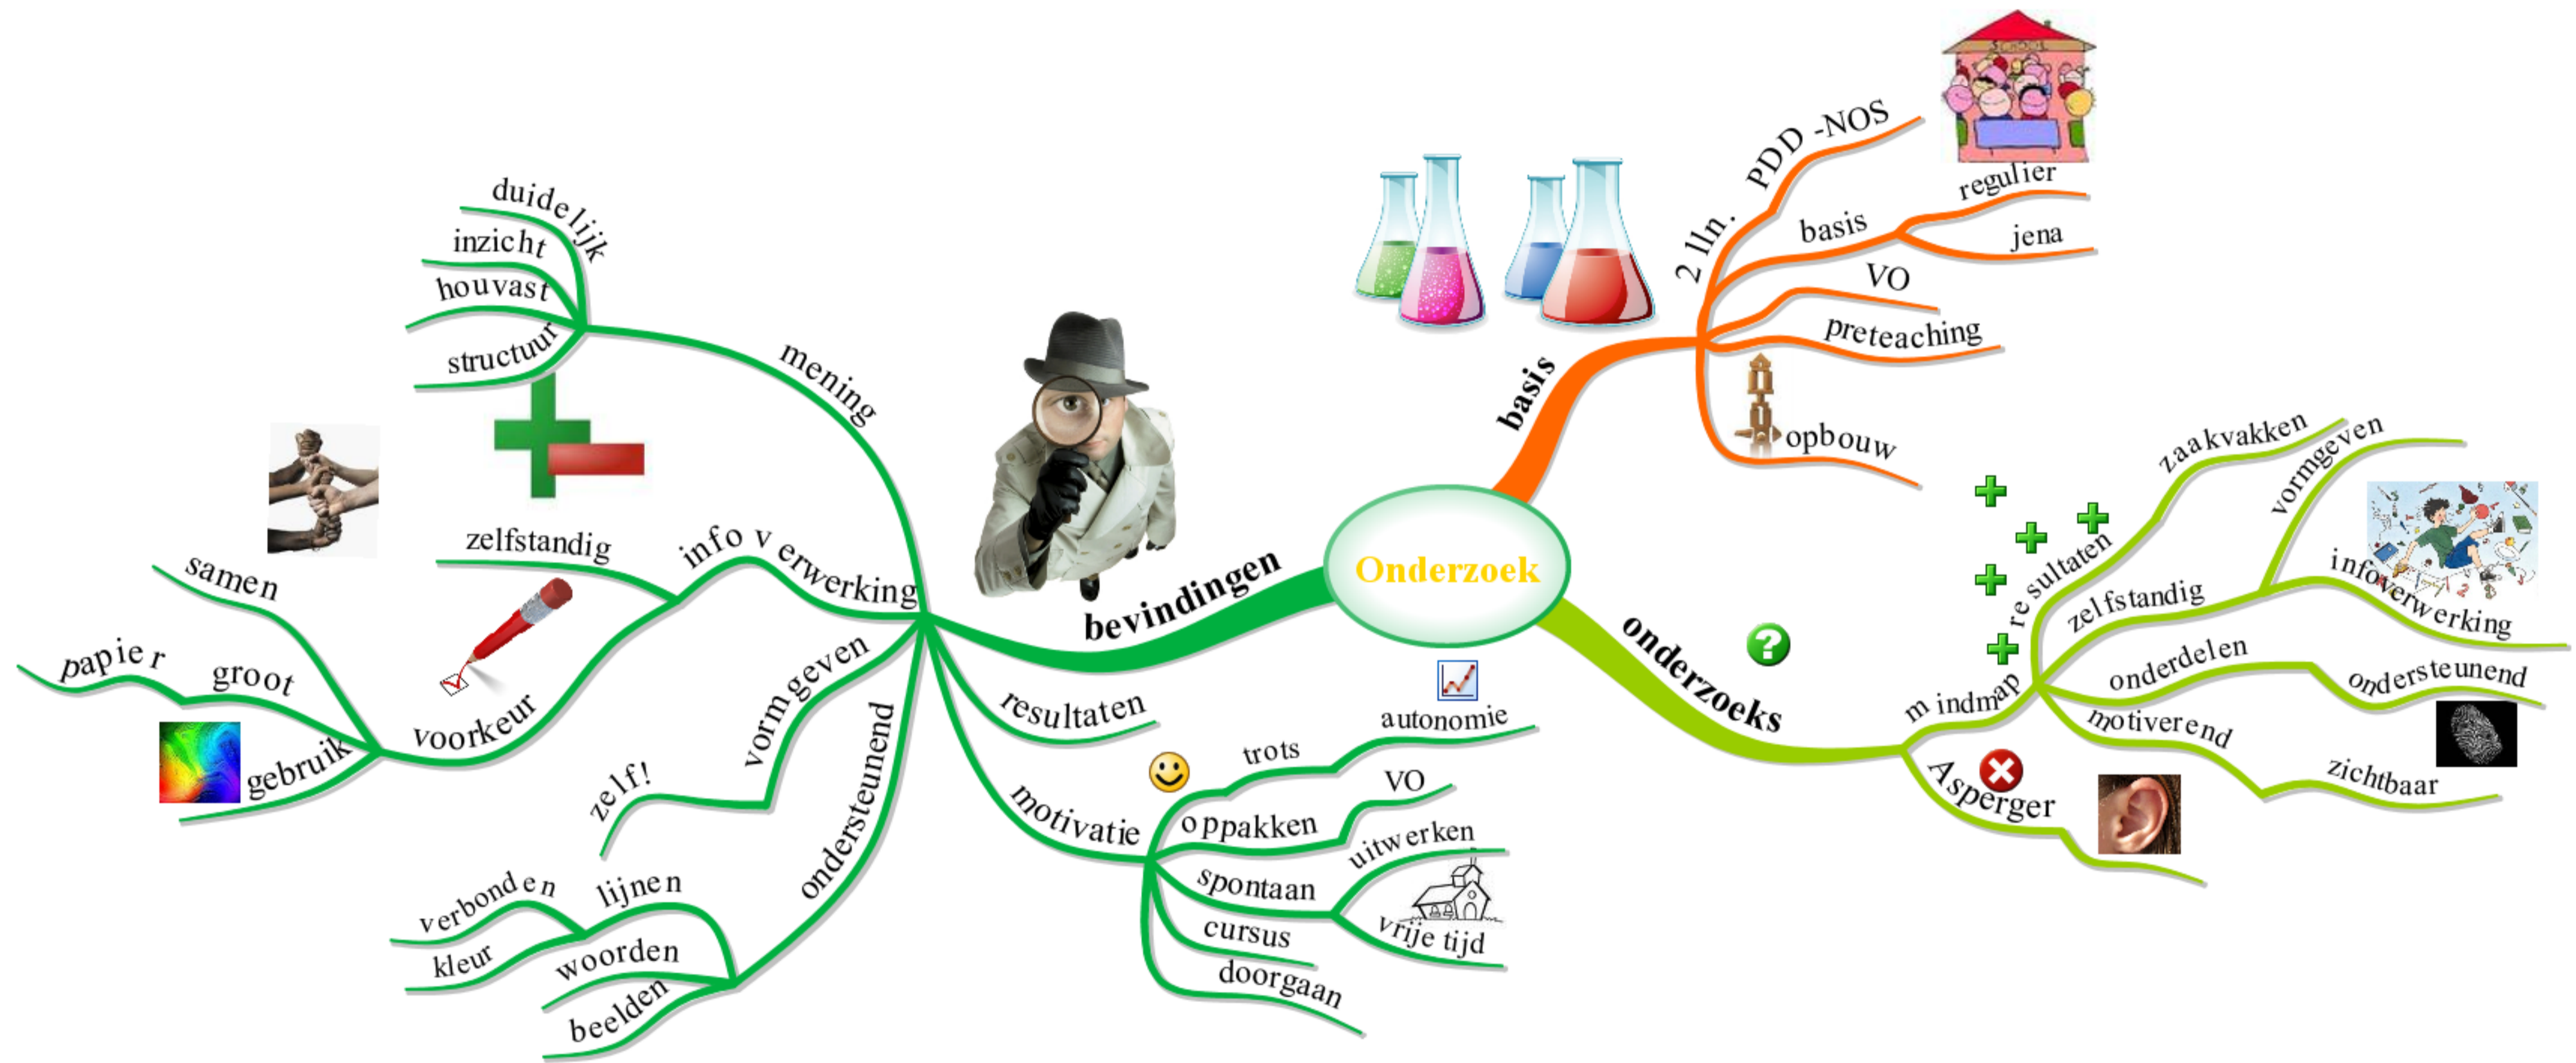 Onderzoek
basis
2 lln.
PDD -NOS
basis
regulier
jena
VO
preteaching
opbouw
onderzoeks
mindmap
resultaten
zaakvakken
zelfstandig
vormgeven
infoverwerking
onderdelen
ondersteunend
motiverend
zichtbaar
Asperger
bevindingen
mening
duidelijk
inzicht
houvast
structuur
info verwerking
zelfstandig
voorkeur
samen
groot
papier
gebruik
vormgeven
zelf!
ondersteunend
lijnen
verbonden
kleur
woorden
beelden
resultaten
motivatie
trots
autonomie
oppakken
VO
spontaan
uitwerken
vrije tijd
cursus
doorgaan